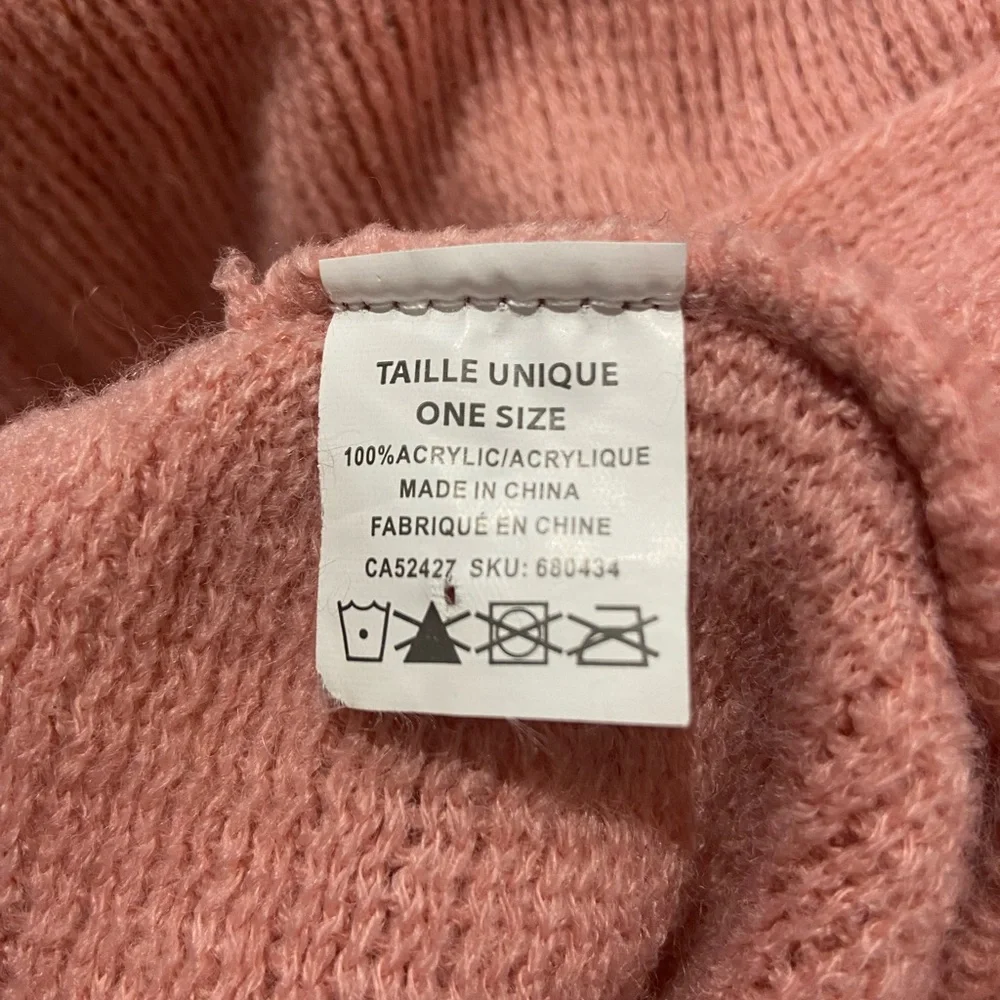 TAILLE UNIQUE
ONE SIZE
100%ACRYLIC/ACRYLIQUE
MADE IN CHINA
FABRIQUÉ EN CHINE
CA52427 SKU: 680434